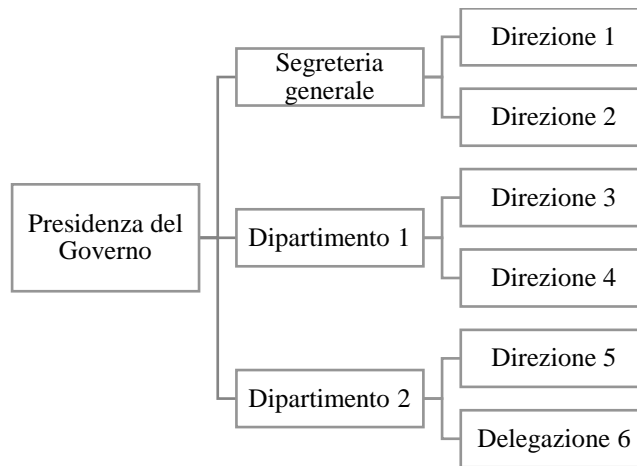 Presidenza del
Governo
Segreteria
generale
Direzione 1
Direzione 2
Dipartimento 1
Direzione 3
Direzione 4
Dipartimento 2
Direzione 5
Delegazione 6